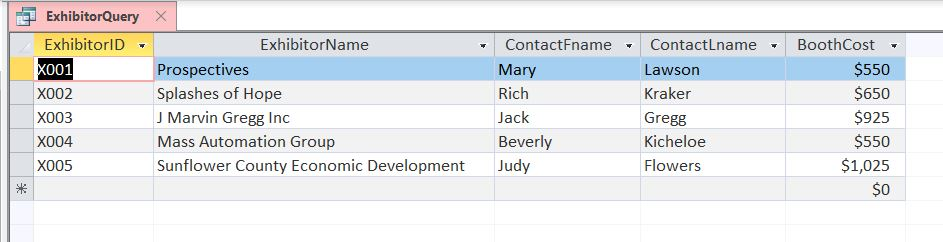 ExhibitorQuery
ExhibitorID ExhibitorName ContactFname ContactLname BoothCost
X001 Prospectives Mary Lawson $550
X002 Splashes of Hope Rich Kraker $650
X003 J Marvin Gregg Inc Jack Gregg $925
X004 Mass Automation Group Beverly Kicheloe $550
X005 Sunflower County Economic Development Judy Flowers $1,025
$0